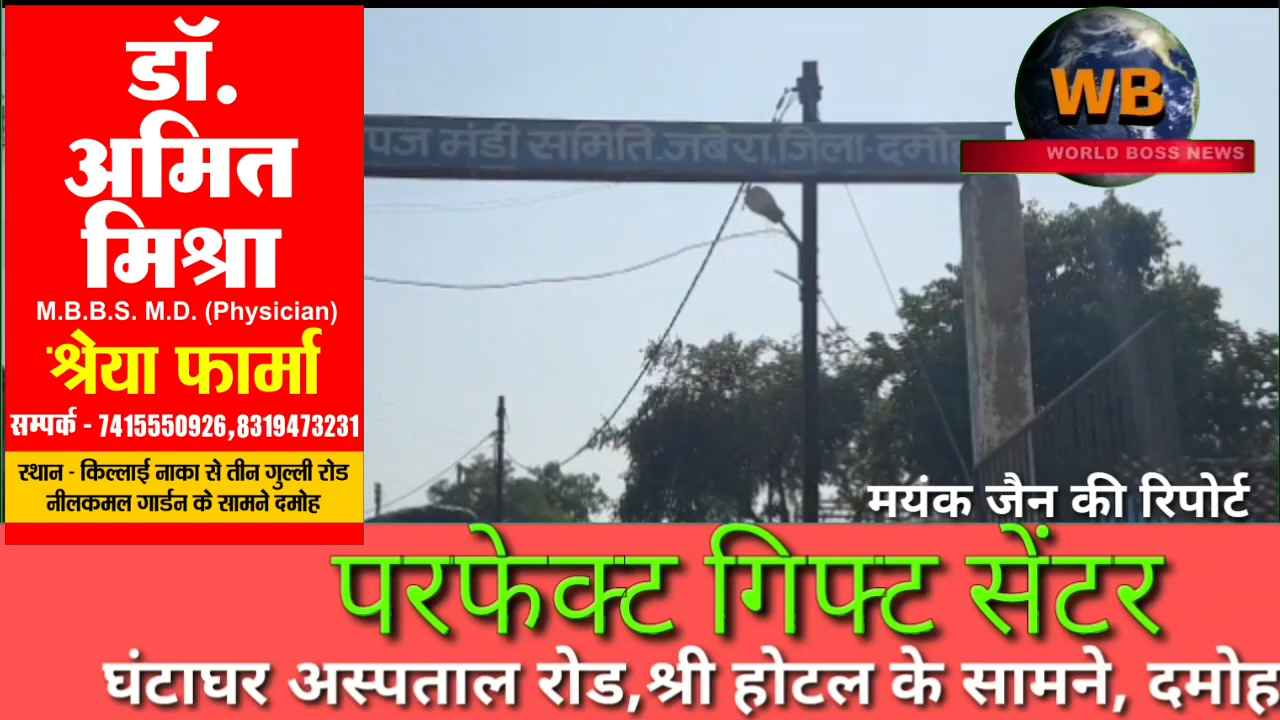 डॉ.
अमित
मिश्रा
M.B.B.S. M.D. (Physician)
श्रेया फार्मा
सम्पर्क - 7415550926,8319473231
स्थान - किल्लाई नाका से तीन गुल्ली रोड
नीलकमल गार्डन के सामने दमोह
पज मंडी समिति..जबेरा,जिला-दमोह
WB
WORLD BOSS NEWS
मयंक जैन की रिपोर्ट
परफेक्ट गिफ्ट सेंटर
घंटाघर अस्पताल रोड,श्री होटल के सामने, दमोह